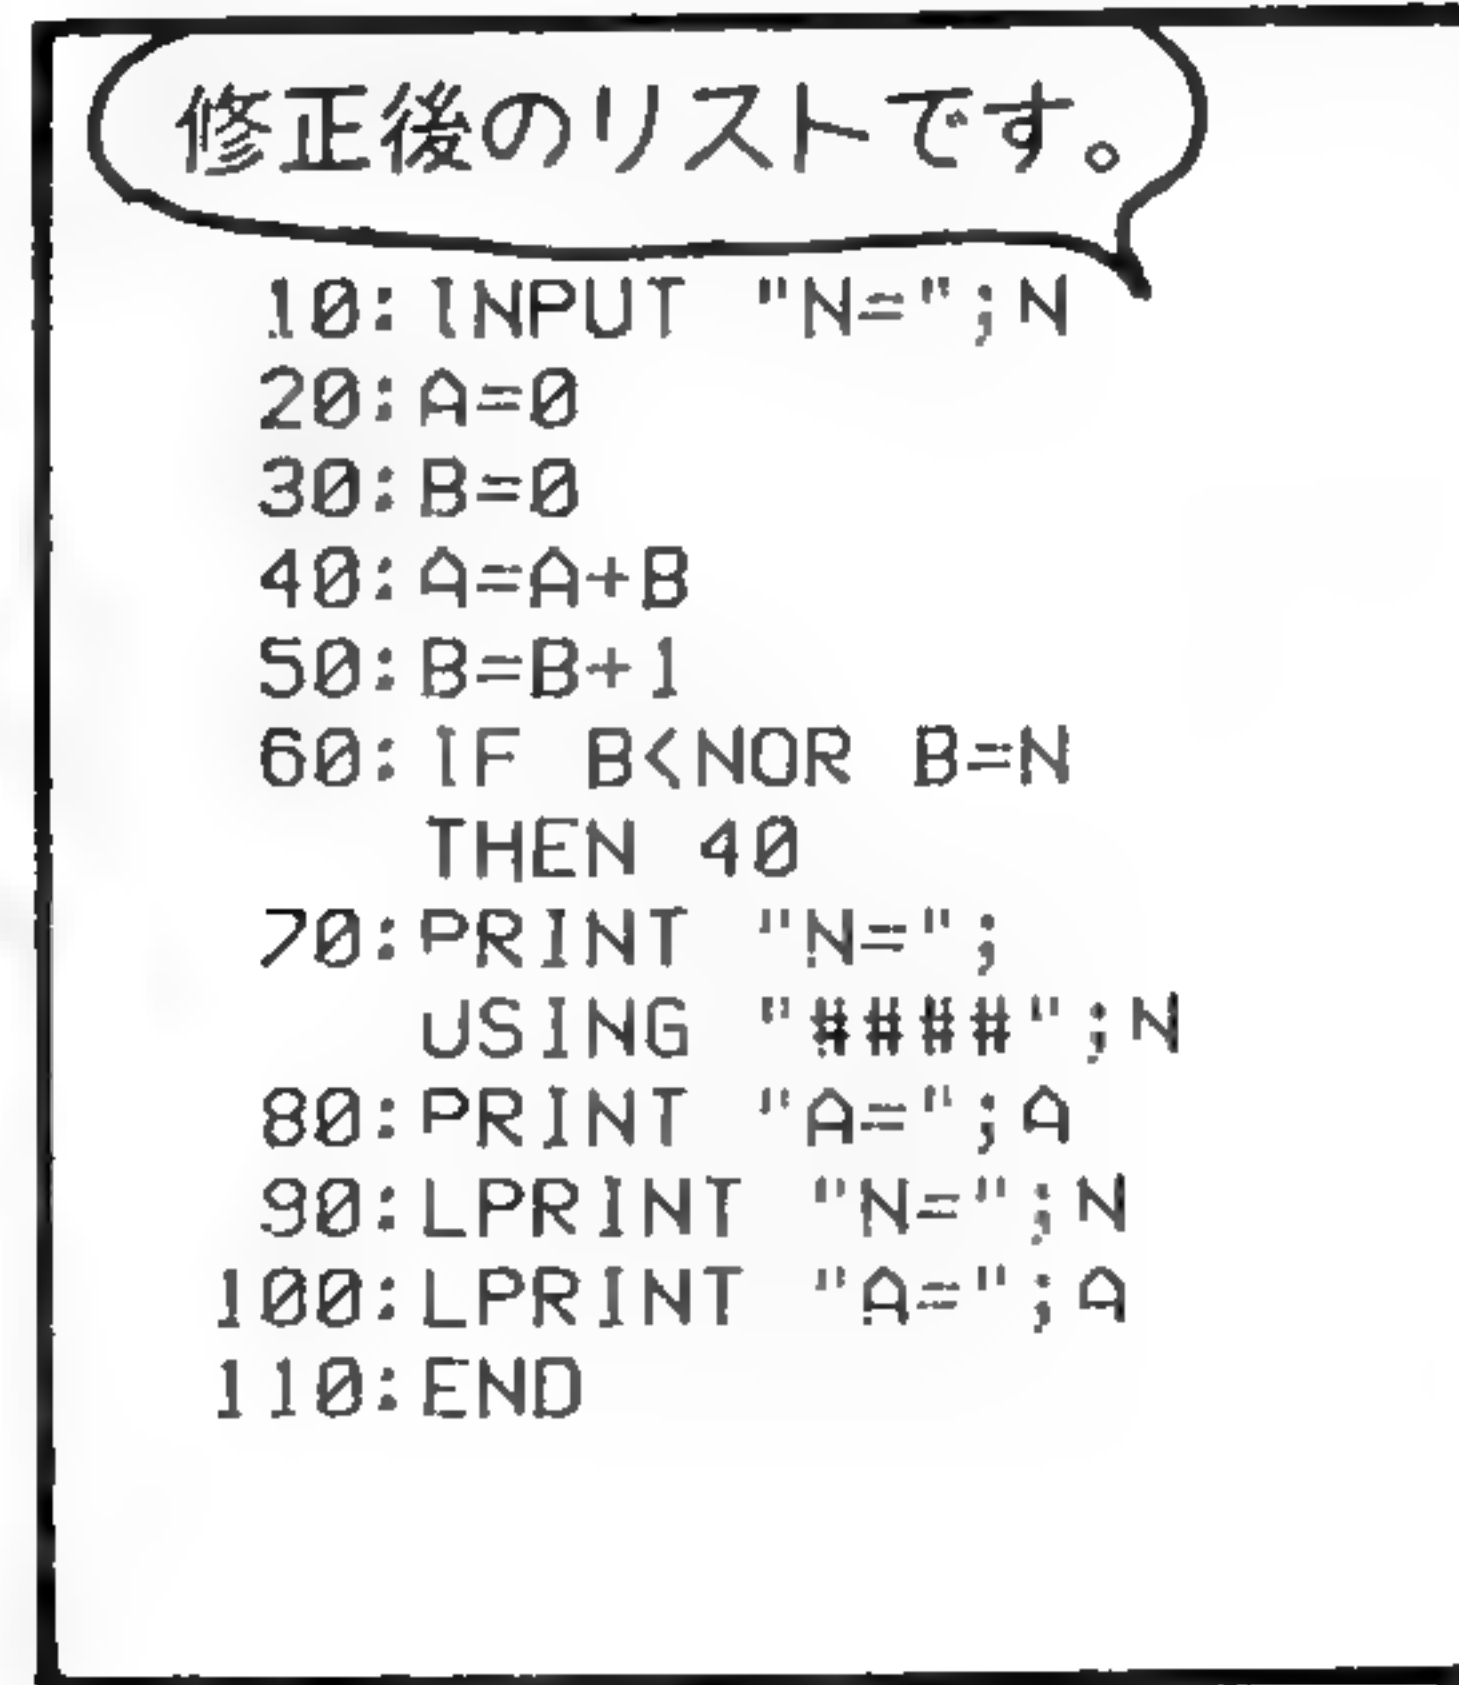 修正後のリストです。
10:INPUT "N=";N
20:A=0
30:B=0
40:A=A+B
50:B=B+1
60:IF B<NOR B=N
THEN 40
70:PRINT "N=";
USING "####";N
80:PRINT "A=";A
90:LPRINT "N=";N
100:LPRINT "A=";A
110:END